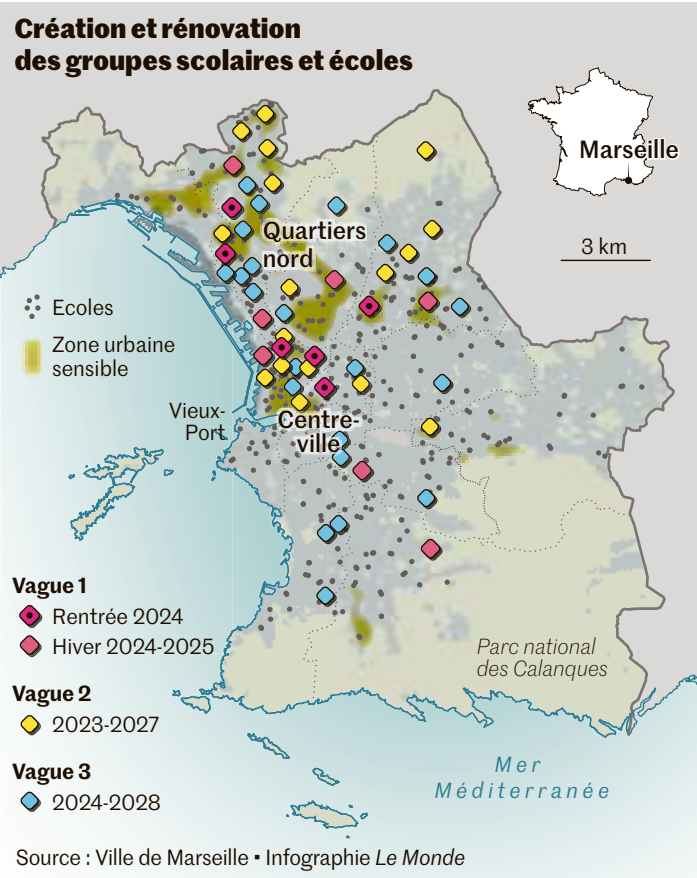 Création et rénovation
des groupes scolaires et écoles
Marseille
3 km
Quartiers
nord
Ecoles
Zone urbaine
sensible
Vieux-
Port
Centre-
ville
Vague 1
Rentrée 2024
Hiver 2024-2025
Vague 2
2023-2027
Vague 3
2024-2028
Parc national
des Calanques
Mer
Méditerranée
Source : Ville de Marseille ▪ Infographie Le Monde